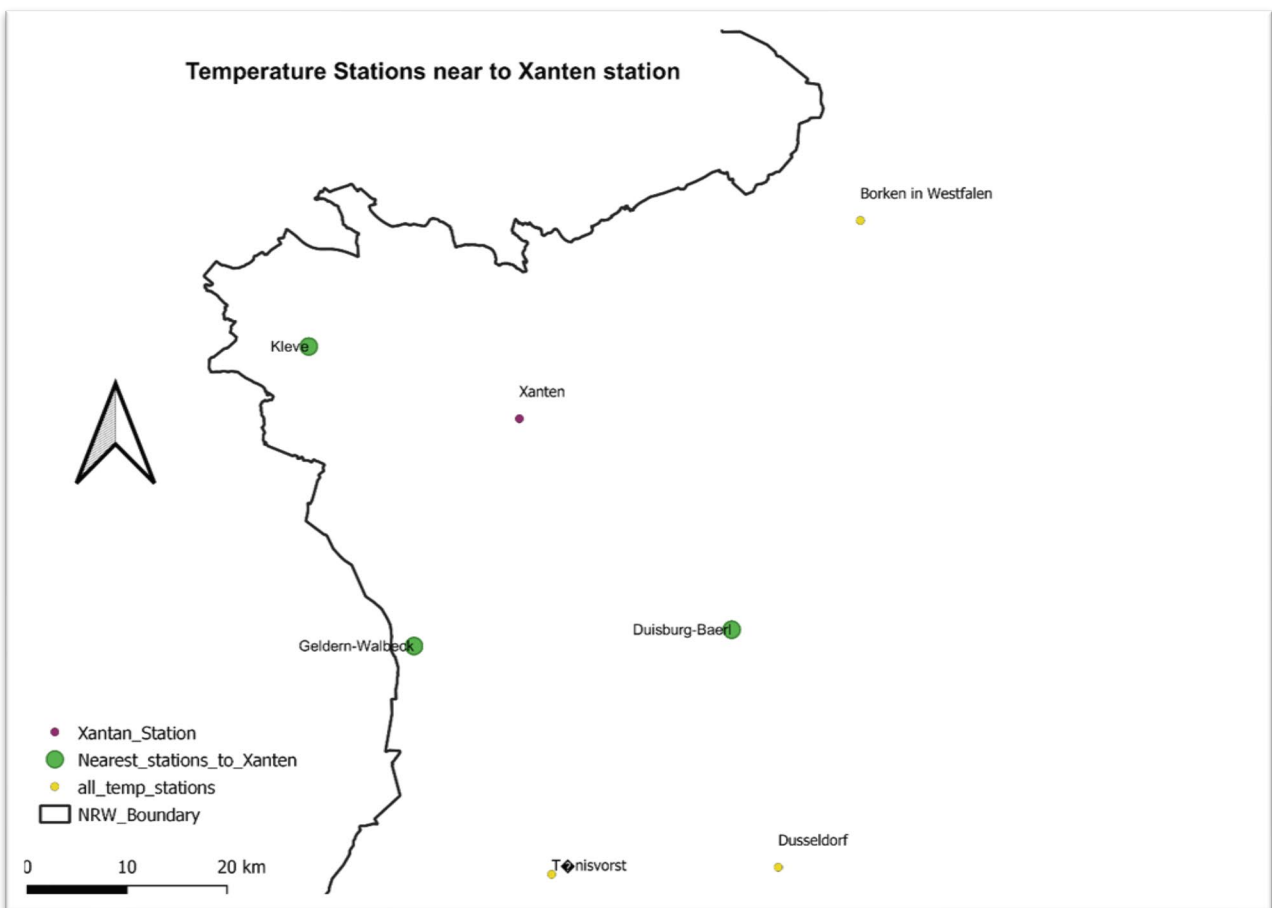 Temperature Stations near to Xanten station
Borken in Westfalen
Kleve
Xanten
Duisburg-Baerl
Geldern-Walbeck
Xantan_Station
Nearest_stations_to_Xanten
all_temp_stations
NRW_Boundary
Dusseldorf
T�nisvorst
0 10 20 km